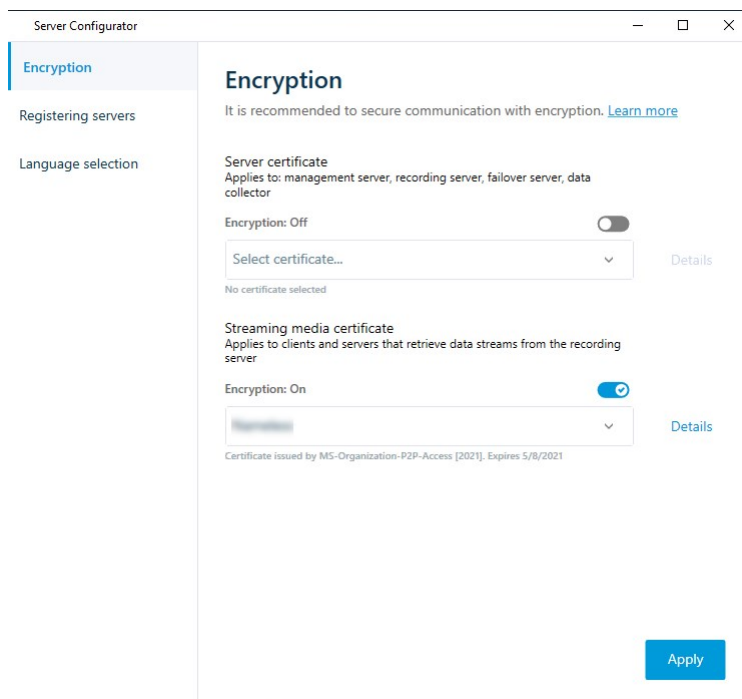 Server Configurator
Encryption
Registering servers
Language selection
Encryption
It is recommended to secure communication with encryption. Learn more
Server certificate
Applies to: management server, recording server, failover server, data
collector
Encryption: Off
Select certificate...
Details
No certificate selected
Streaming media certificate
Applies to clients and servers that retrieve data streams from the recording
server
Encryption: On
Details
Certificate issued by MS-Organization-P2P-Access [2021]. Expires 5/8/2021
Apply